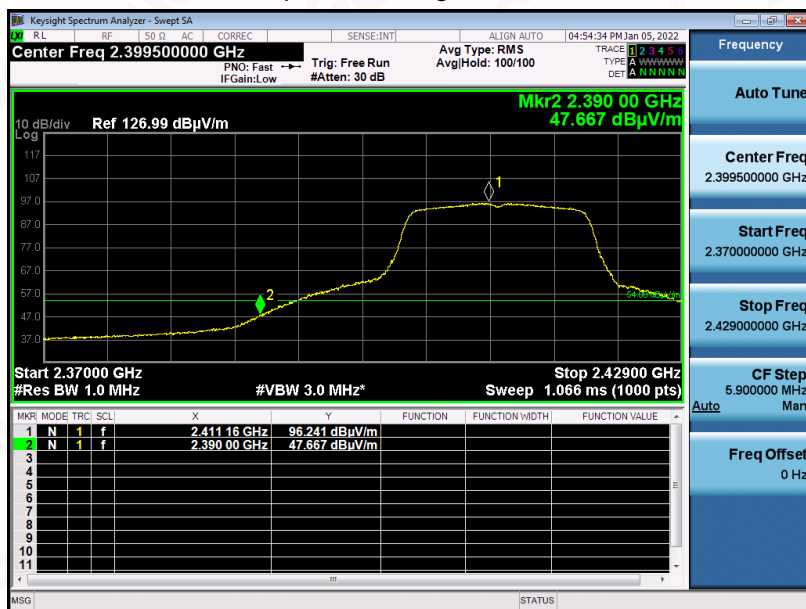 Keysight Spectrum Analyzer - Swept SA
LXI RL RF 50 Ω AC CORREC SENSE:INT ALIGN AUTO 04:54:34 PM Jan 05, 2022
Center Freq 2.399500000 GHz
PNO: Fast
IFGain:Low
Trig: Free Run
#Atten: 30 dB
Avg Type: RMS
Avg|Hold: 100/100
TRACE 1 2 3 4 5 6
TYPE A WWWWW
DET A N N N N N
Frequency
Auto Tune
Center Freq
2.399500000 GHz
Start Freq
2.370000000 GHz
Stop Freq
2.429000000 GHz
CF Step
5.900000 MHz
Auto Man
Freq Offset
0 Hz
Mkr2 2.390 00 GHz
47.667 dBµV/m
10 dB/div Ref 126.99 dBµV/m
Log
117
107
97.0
87.0
77.0
67.0
57.0
47.0
37.0
1
2
54.00 dBµV/m
Start 2.37000 GHz Stop 2.42900 GHz
#Res BW 1.0 MHz #VBW 3.0 MHz* Sweep 1.066 ms (1000 pts)
MKR MODE TRC SCL X Y FUNCTION FUNCTION WIDTH FUNCTION VALUE
1 N 1 f 2.411 16 GHz 96.241 dBµV/m
2 N 1 f 2.390 00 GHz 47.667 dBµV/m
3
4
5
6
7
8
9
10
11
MSG STATUS